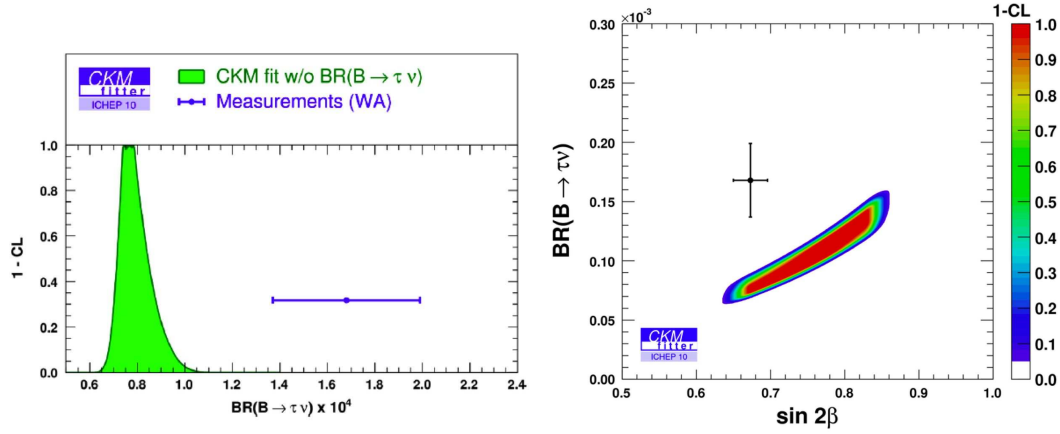 CKM
fitter
ICHEP 10
CKM fit w/o BR(B → τ ν)
Measurements (WA)
1.0
0.8
0.6
0.4
0.2
0.0
1 - CL
0.6 0.8 1.0 1.2 1.4 1.6 1.8 2.0 2.2 2.4
BR(B → τ ν) x 10⁴
×10⁻³
0.30
0.25
0.20
0.15
0.10
0.05
0.00
BR(B → τν)
CKM
fitter
ICHEP 10
0.5 0.6 0.7 0.8 0.9 1.0
sin 2β
1-CL
1.0
0.9
0.8
0.7
0.6
0.5
0.4
0.3
0.2
0.1
0.0